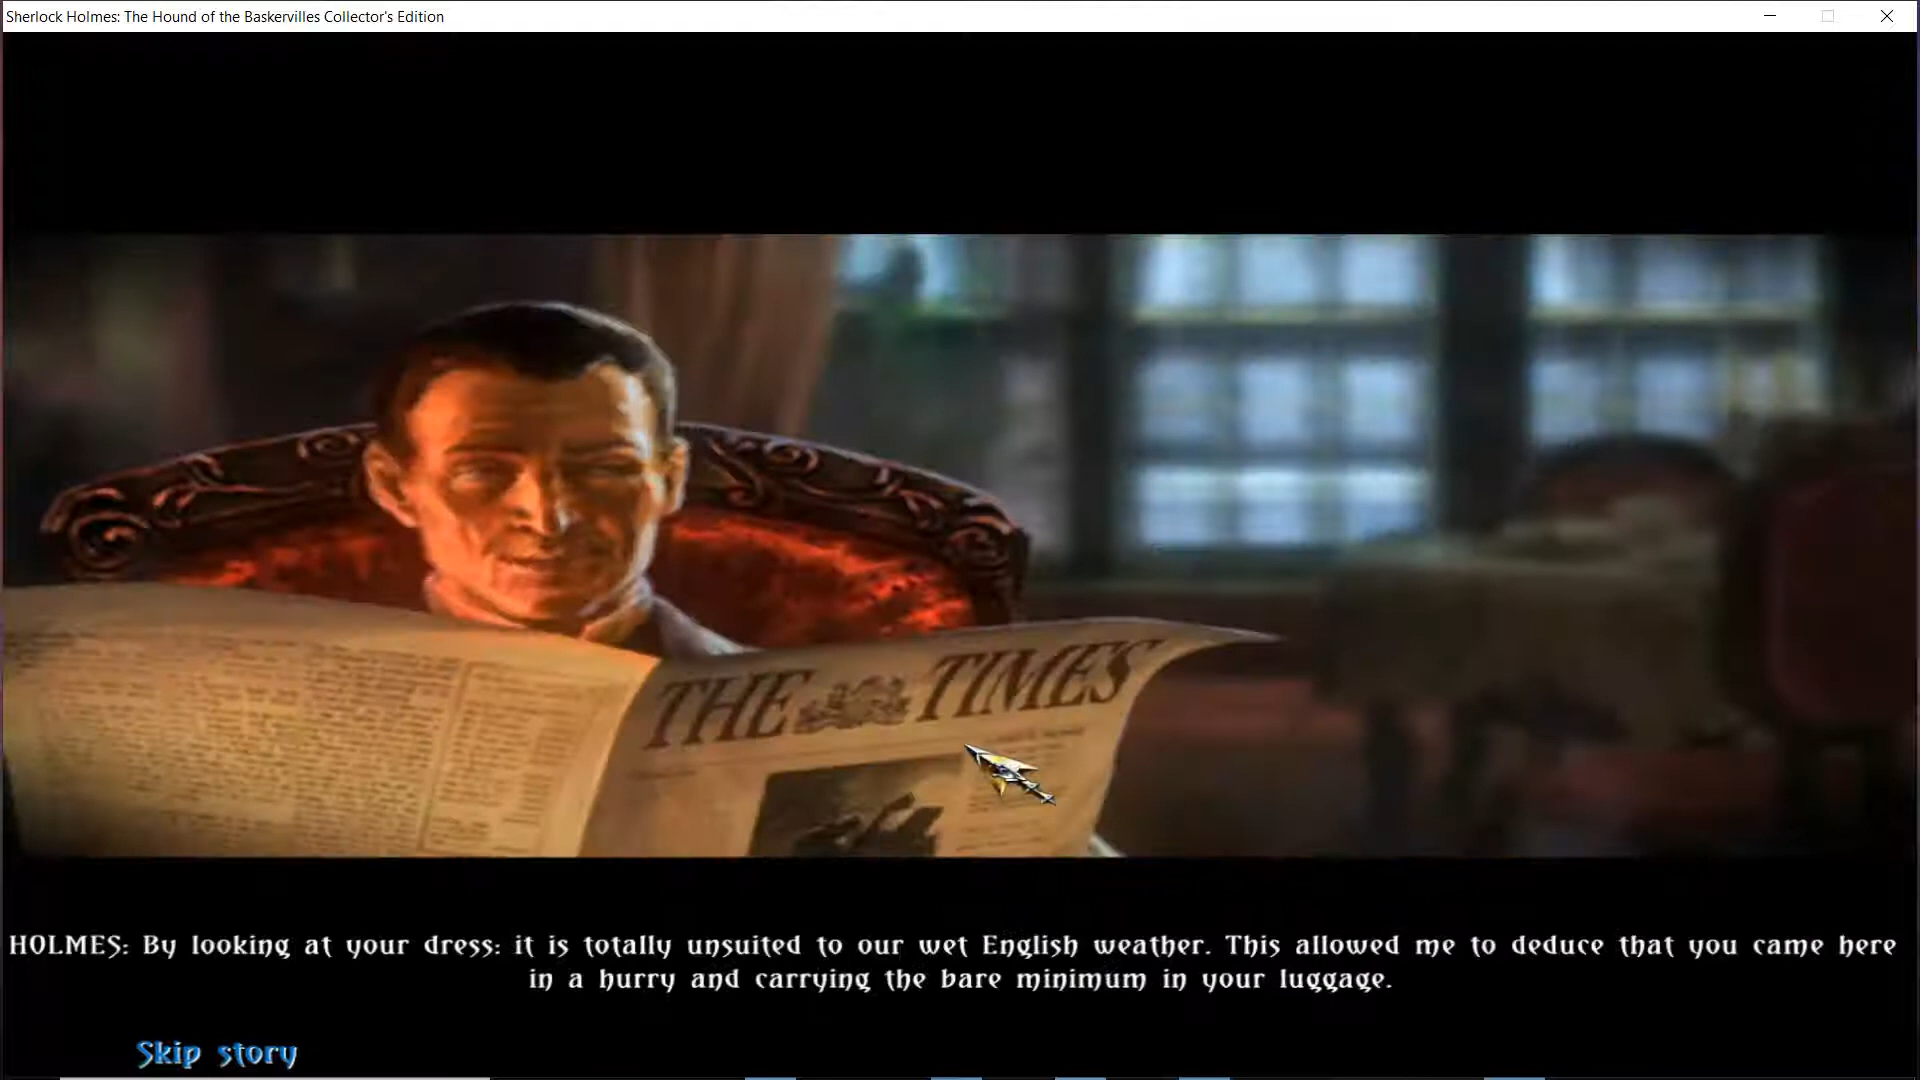 Sherlock Holmes: The Hound of the Baskervilles Collector's Edition
THE TIMES
HOLMES: By looking at your dress: it is totally unsuited to our wet English weather. This allowed me to deduce that you came here
in a hurry and carrying the bare minimum in your luggage.
Skip story